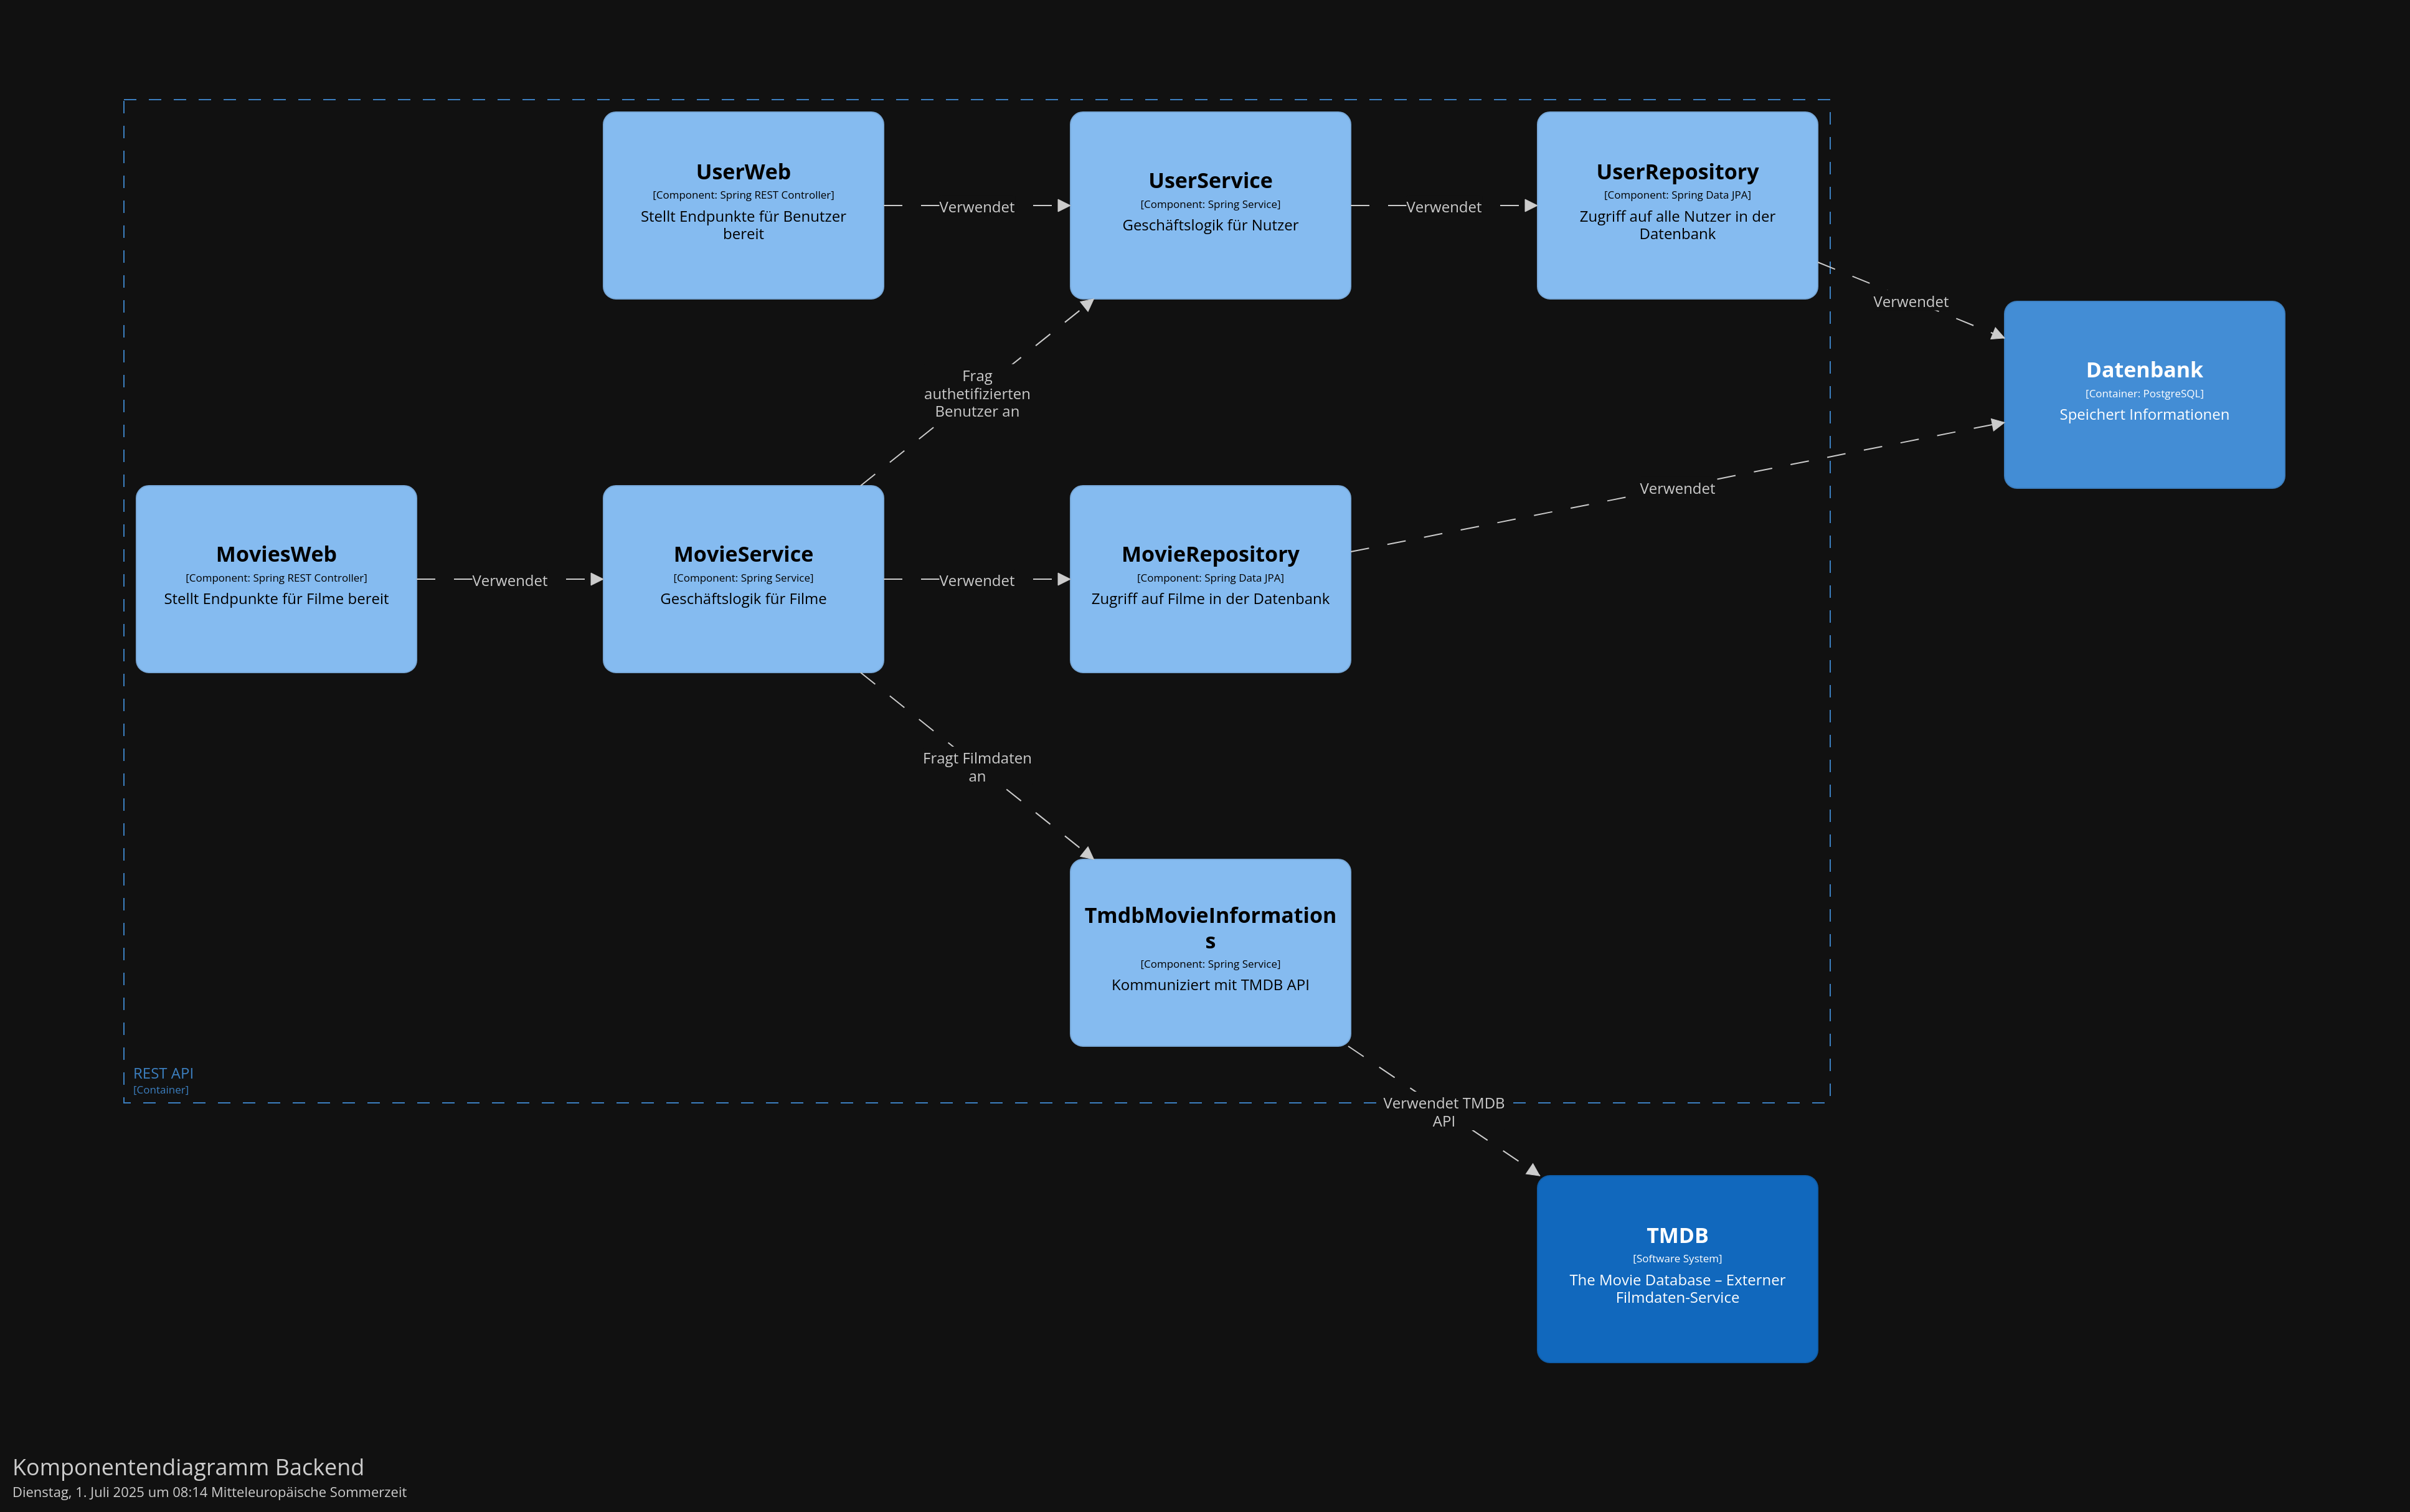 UserWeb
[Component: Spring REST Controller]
Stellt Endpunkte für Benutzer
bereit
Verwendet
UserService
[Component: Spring Service]
Geschäftslogik für Nutzer
Verwendet
UserRepository
[Component: Spring Data JPA]
Zugriff auf alle Nutzer in der
Datenbank
Verwendet
Datenbank
[Container: PostgreSQL]
Speichert Informationen
Frag
authetifizierten
Benutzer an
Verwendet
MoviesWeb
[Component: Spring REST Controller]
Stellt Endpunkte für Filme bereit
Verwendet
MovieService
[Component: Spring Service]
Geschäftslogik für Filme
Verwendet
MovieRepository
[Component: Spring Data JPA]
Zugriff auf Filme in der Datenbank
Fragt Filmdaten
an
TmdbMovieInformation
s
[Component: Spring Service]
Kommuniziert mit TMDB API
REST API
[Container]
Verwendet TMDB
API
TMDB
[Software System]
The Movie Database – Externer
Filmdaten-Service
Komponentendiagramm Backend
Dienstag, 1. Juli 2025 um 08:14 Mitteleuropäische Sommerzeit